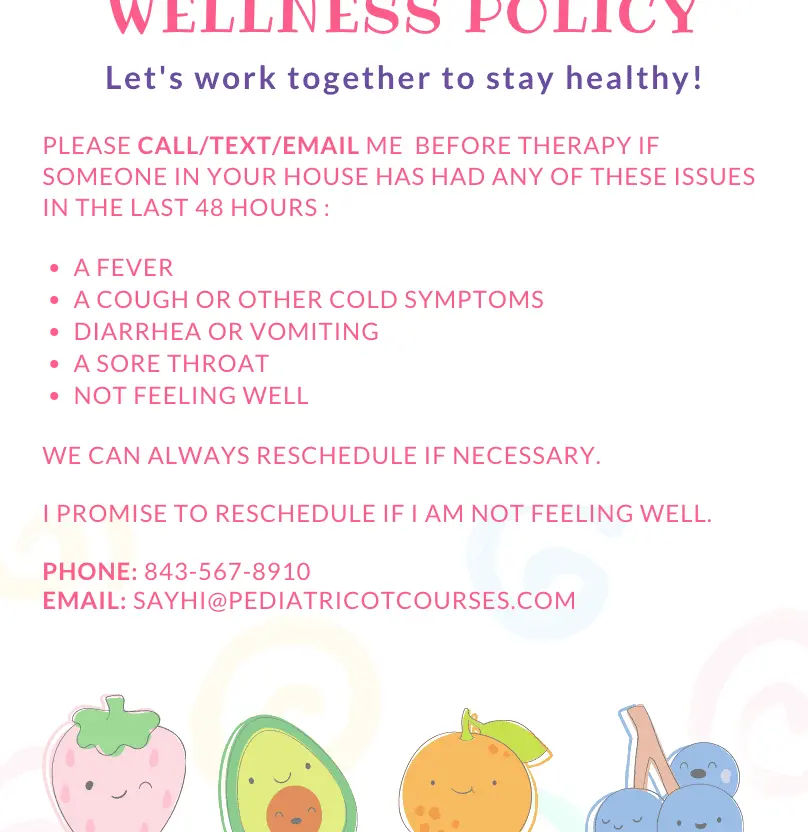 WELLNESS POLICY
Let's work together to stay healthy!
PLEASE CALL/TEXT/EMAIL ME BEFORE THERAPY IF
SOMEONE IN YOUR HOUSE HAS HAD ANY OF THESE ISSUES
IN THE LAST 48 HOURS :
• A FEVER
• A COUGH OR OTHER COLD SYMPTOMS
• DIARRHEA OR VOMITING
• A SORE THROAT
• NOT FEELING WELL
WE CAN ALWAYS RESCHEDULE IF NECESSARY.
I PROMISE TO RESCHEDULE IF I AM NOT FEELING WELL.
PHONE: 843-567-8910
EMAIL: SAYHI@PEDIATRICOTCOURSES.COM